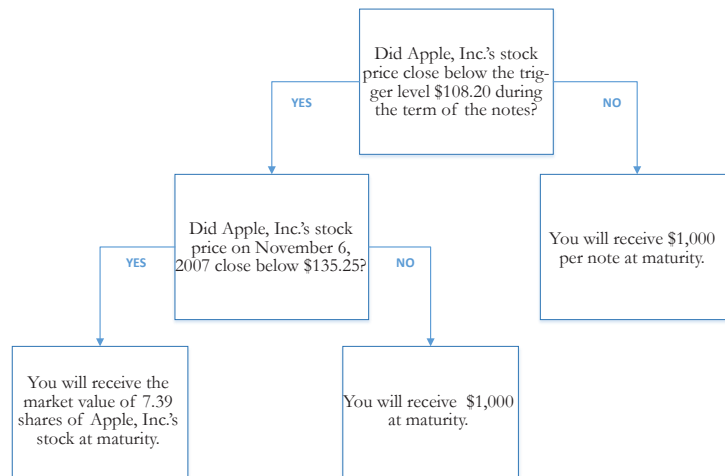 Did Apple, Inc.'s stock
price close below the trig-
ger level $108.20 during
the term of the notes?
YES
NO
Did Apple, Inc.'s stock
price on November 6,
2007 close below $135.25?
You will receive $1,000
per note at maturity.
YES
NO
You will receive the
market value of 7.39
shares of Apple, Inc.'s
stock at maturity.
You will receive $1,000
at maturity.